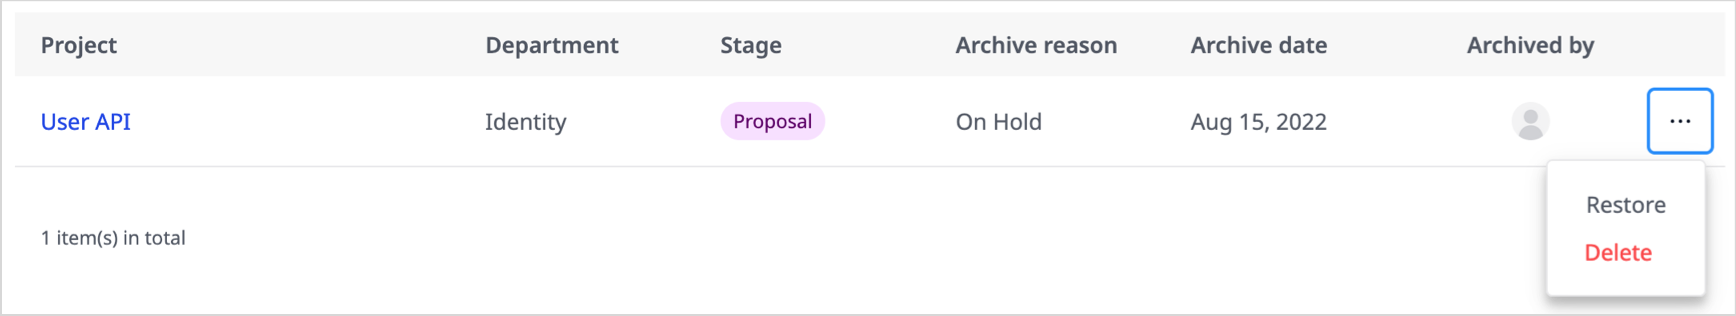 Project Department Stage Archive reason Archive date Archived by
User API Identity Proposal On Hold Aug 15, 2022 ...
Restore
1 item(s) in total
Delete